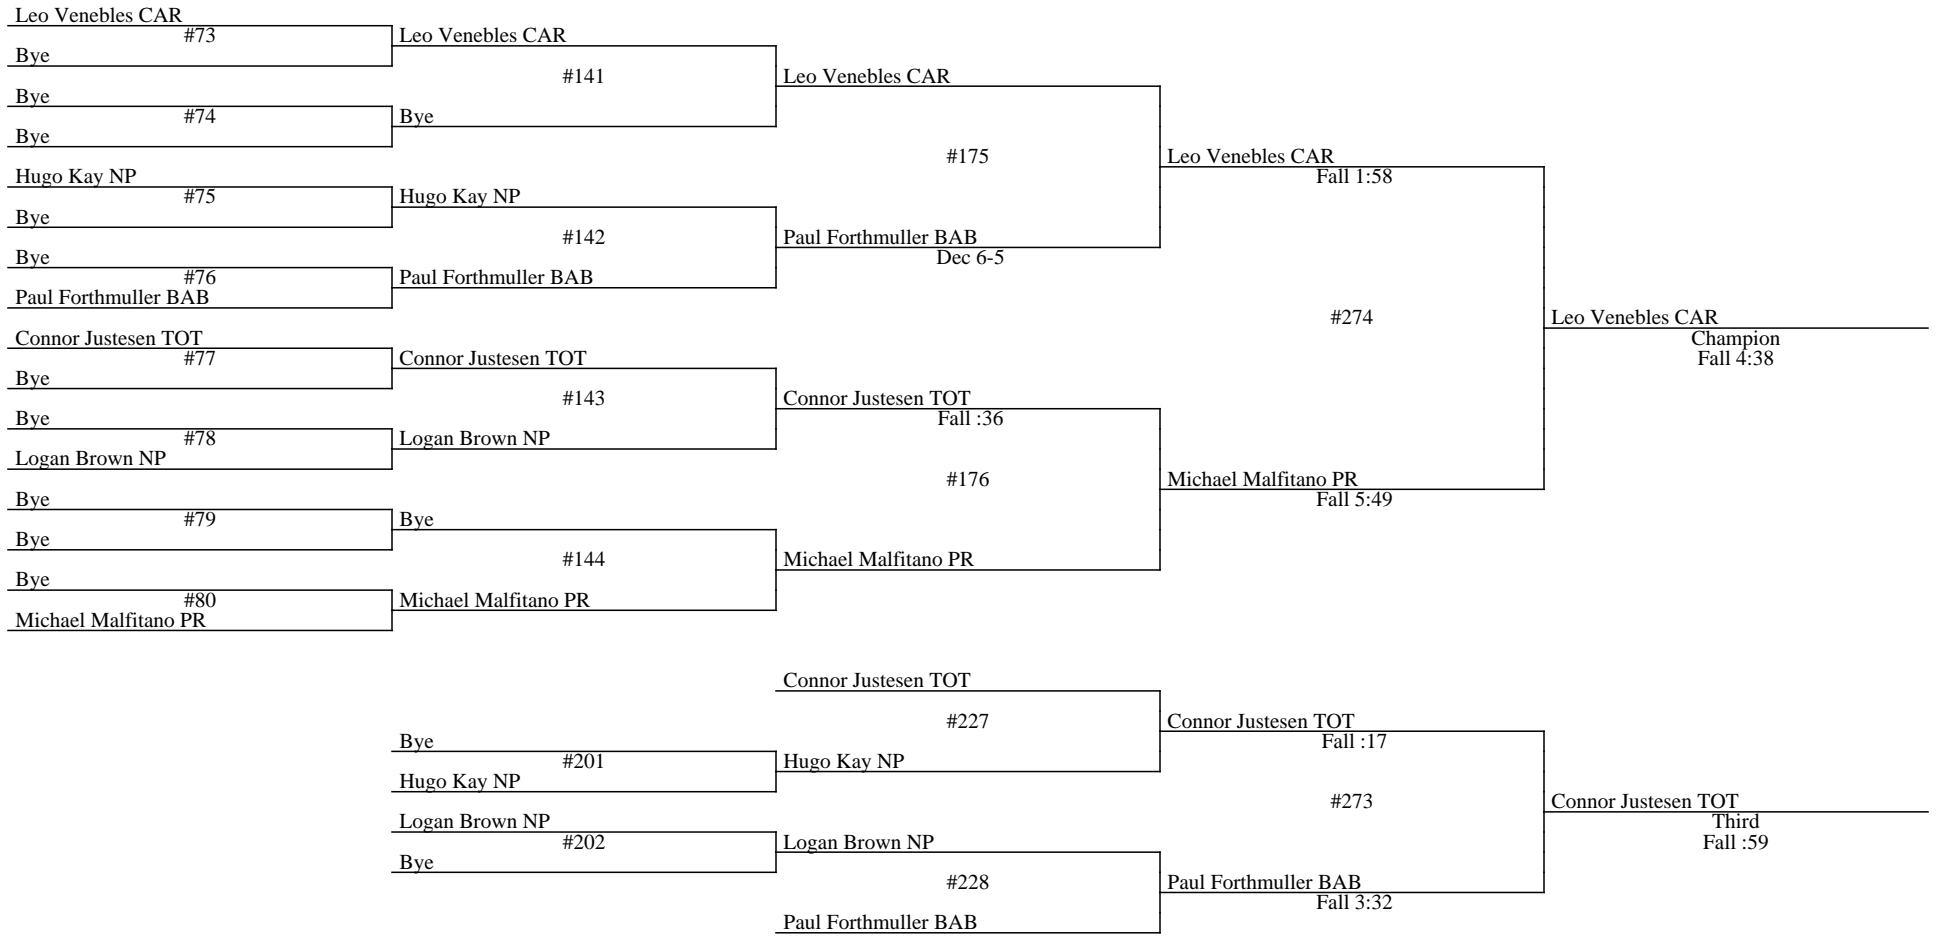 Leo Venebles CAR
#73
Bye
Leo Venebles CAR
#141
Bye
#74
Bye
Bye
Leo Venebles CAR
#175
Hugo Kay NP
#75
Bye
Hugo Kay NP
#142
Bye
#76
Paul Forthmuller BAB
Paul Forthmuller BAB
Paul Forthmuller BAB
Dec 6-5
Leo Venebles CAR
Fall 1:58
#274
Connor Justesen TOT
#77
Bye
Connor Justesen TOT
#143
Bye
#78
Logan Brown NP
Logan Brown NP
Connor Justesen TOT
Fall :36
#176
Bye
#79
Bye
Bye
#144
Bye
#80
Michael Malfitano PR
Michael Malfitano PR
Michael Malfitano PR
Michael Malfitano PR
Fall 5:49
Leo Venebles CAR
Champion
Fall 4:38
Connor Justesen TOT
#227
Bye
#201
Hugo Kay NP
Hugo Kay NP
Connor Justesen TOT
Fall :17
#273
Logan Brown NP
#202
Bye
Logan Brown NP
#228
Paul Forthmuller BAB
Paul Forthmuller BAB
Fall 3:32
Connor Justesen TOT
Third
Fall :59